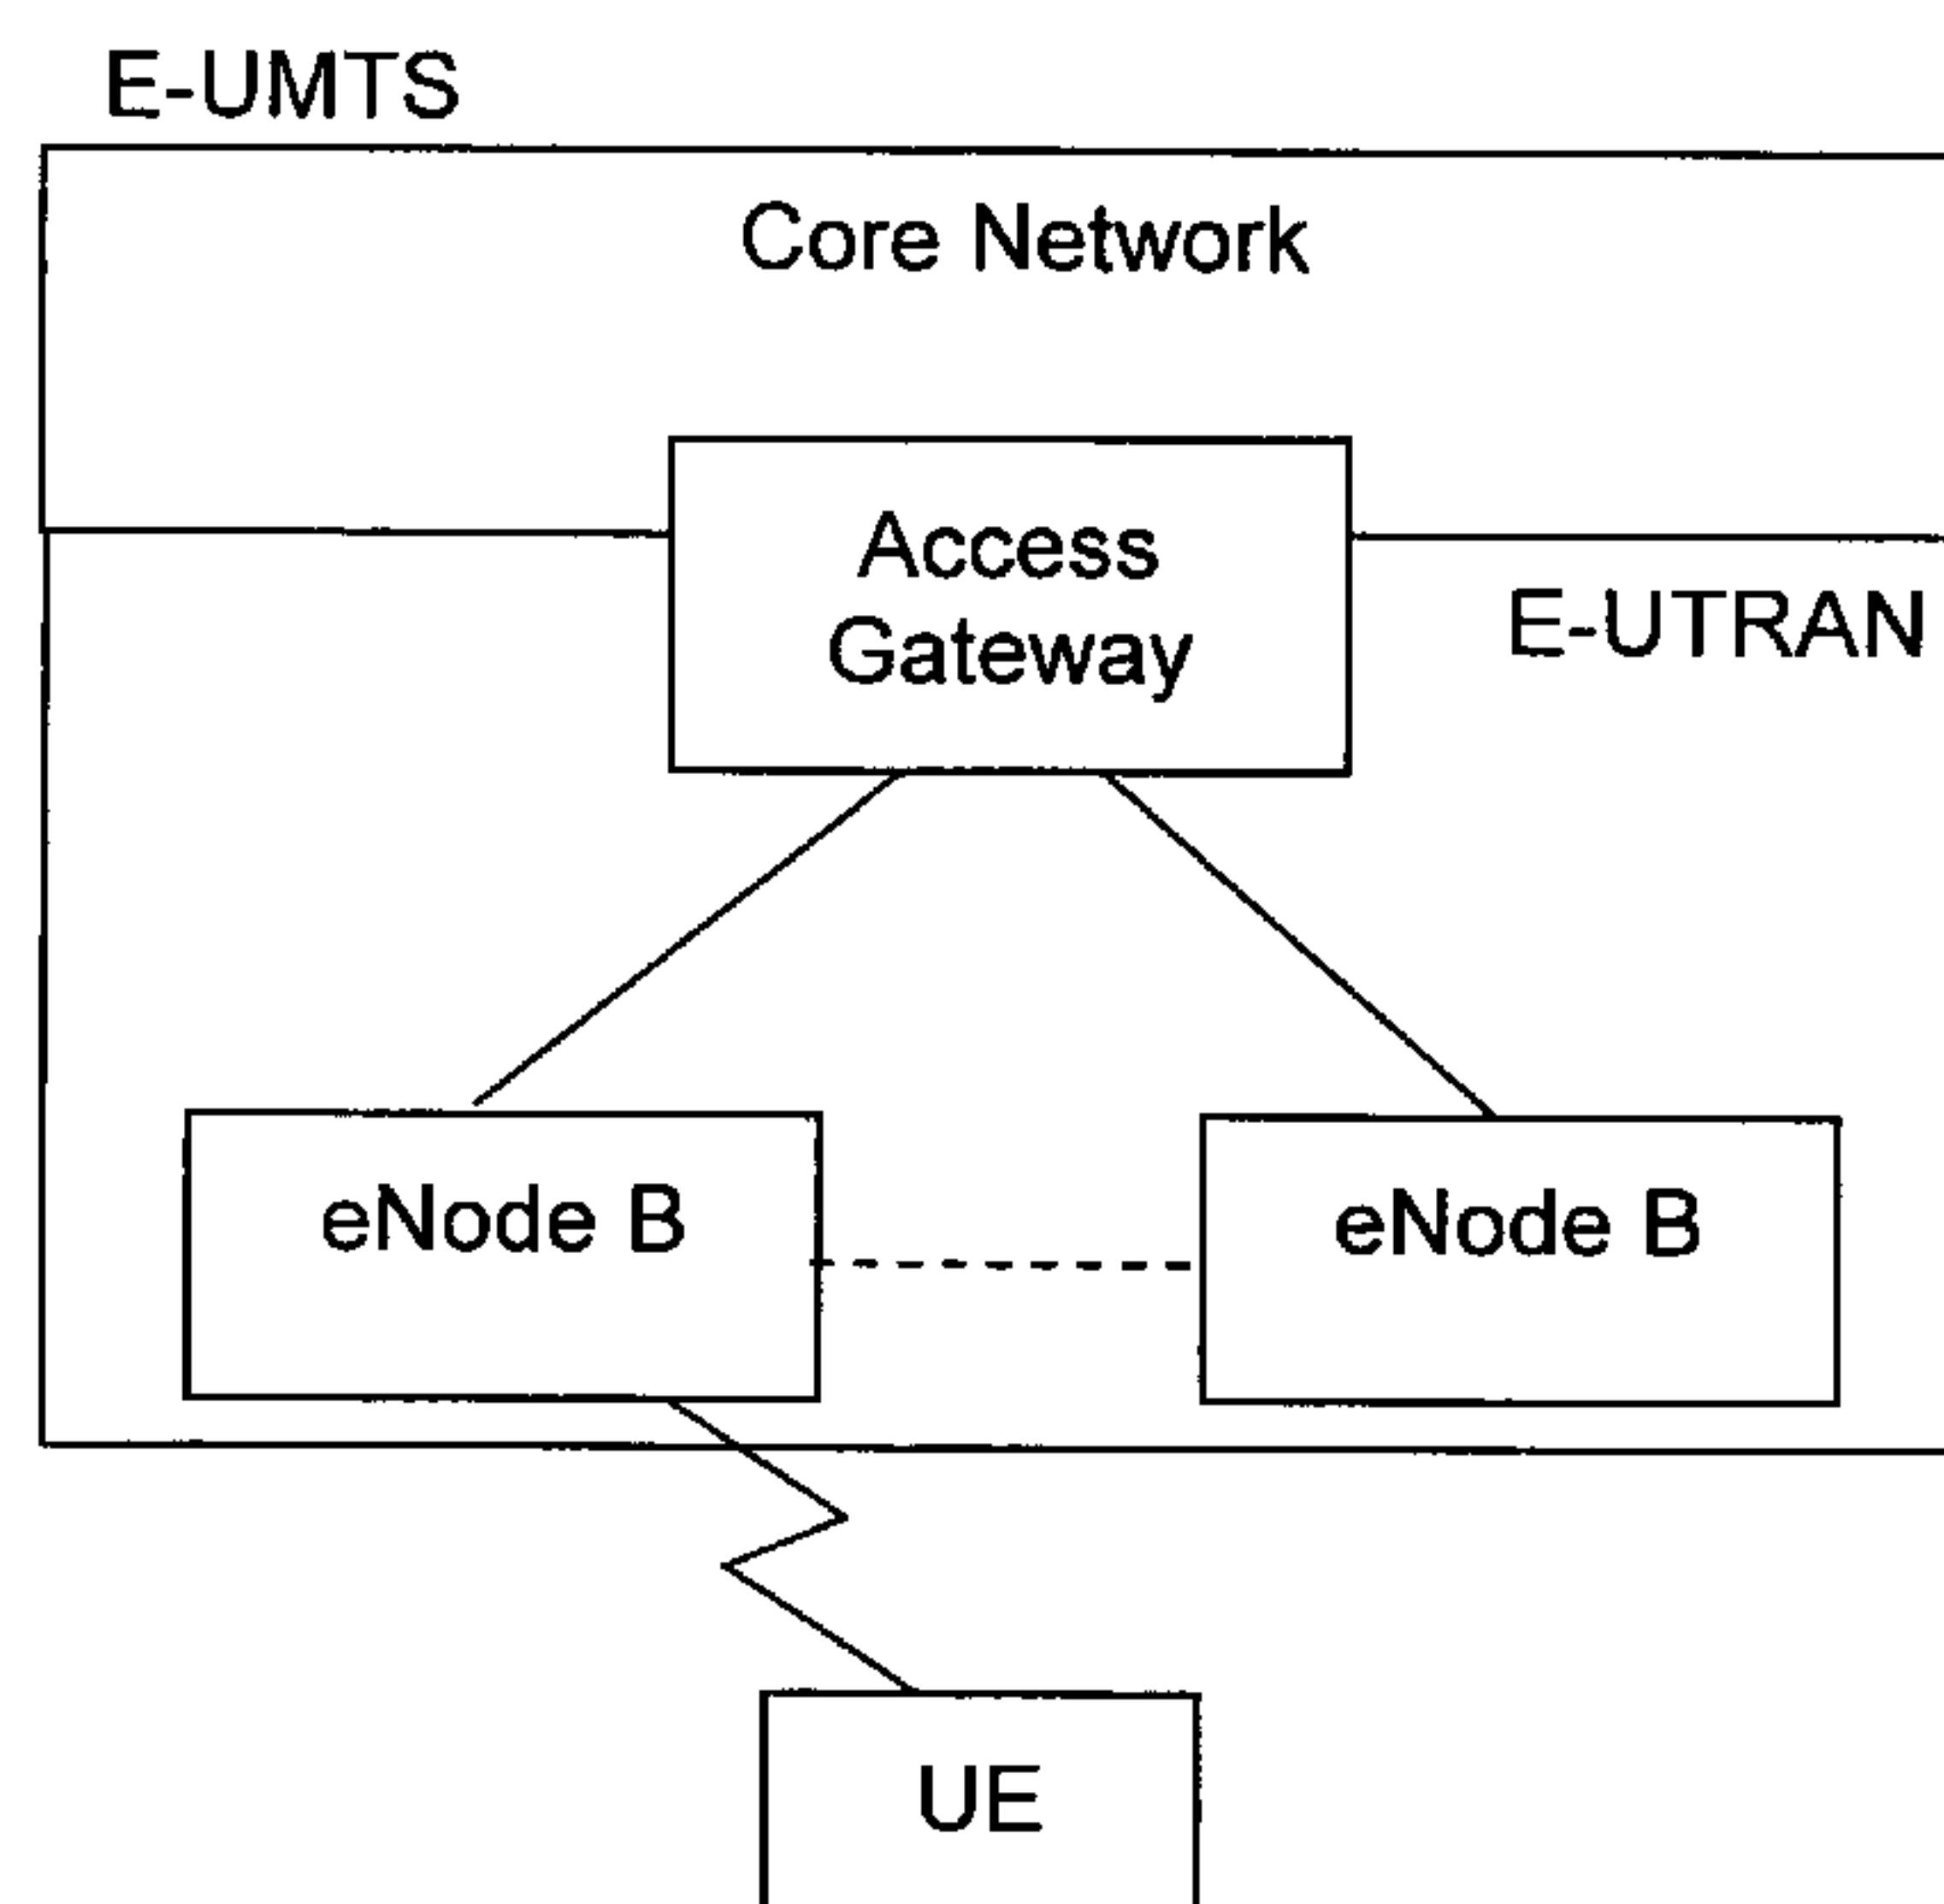 E-UMTS
Core Network
Access
Gateway
E-UTRAN
eNode B
eNode B
UE